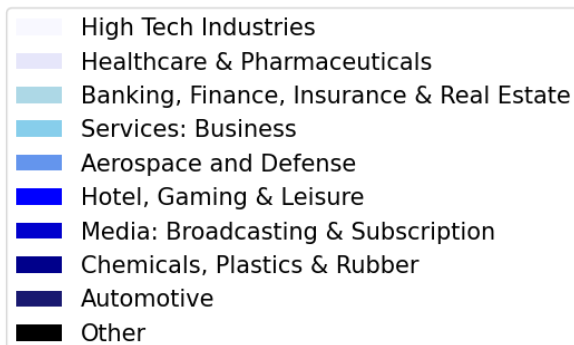 High Tech Industries
Healthcare & Pharmaceuticals
Banking, Finance, Insurance & Real Estate
Services: Business
Aerospace and Defense
Hotel, Gaming & Leisure
Media: Broadcasting & Subscription
Chemicals, Plastics & Rubber
Automotive
Other